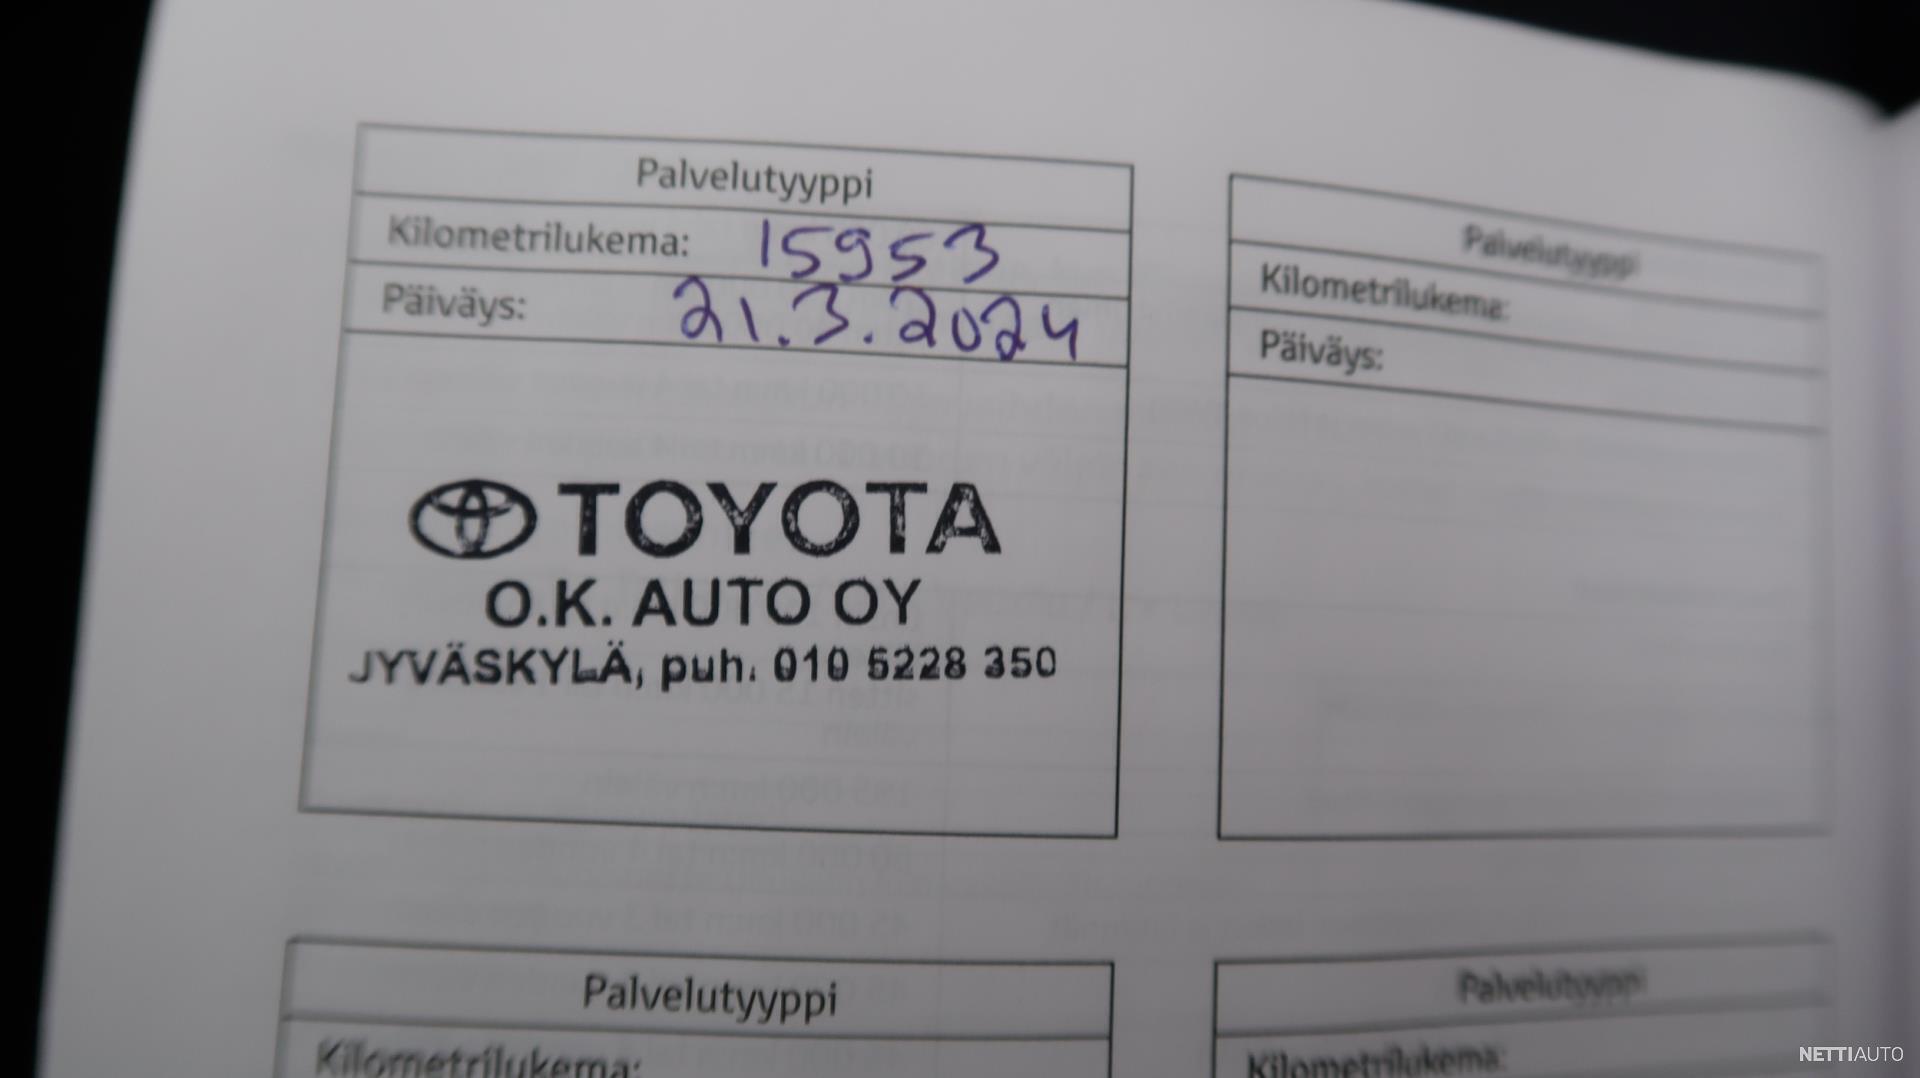 Palvelutyyppi
Kilometrilukema: 15953
Päiväys: 21.3.2024
TOYOTA
O.K. AUTO OY
JYVÄSKYLÄ, puh. 010 5228 350
Palvelutyyppi
Kilometrilukema:
Päiväys:
Palvelutyyppi
Kilometrilukema:
Palvelutyyppi
Kilometrilukema:
NETTIAUTO